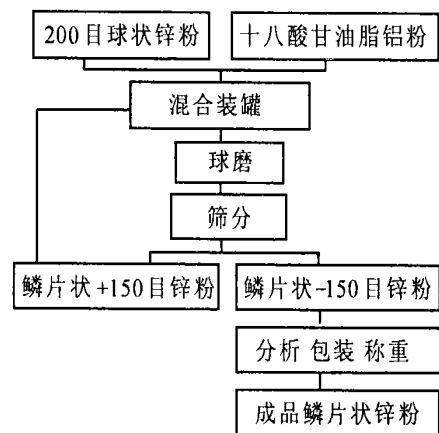 200目球状锌粉
十八酸甘油脂铝粉
混合装罐
球磨
筛分
鳞片状+150目锌粉
鳞片状-150目锌粉
分析 包装 称重
成品鳞片状锌粉